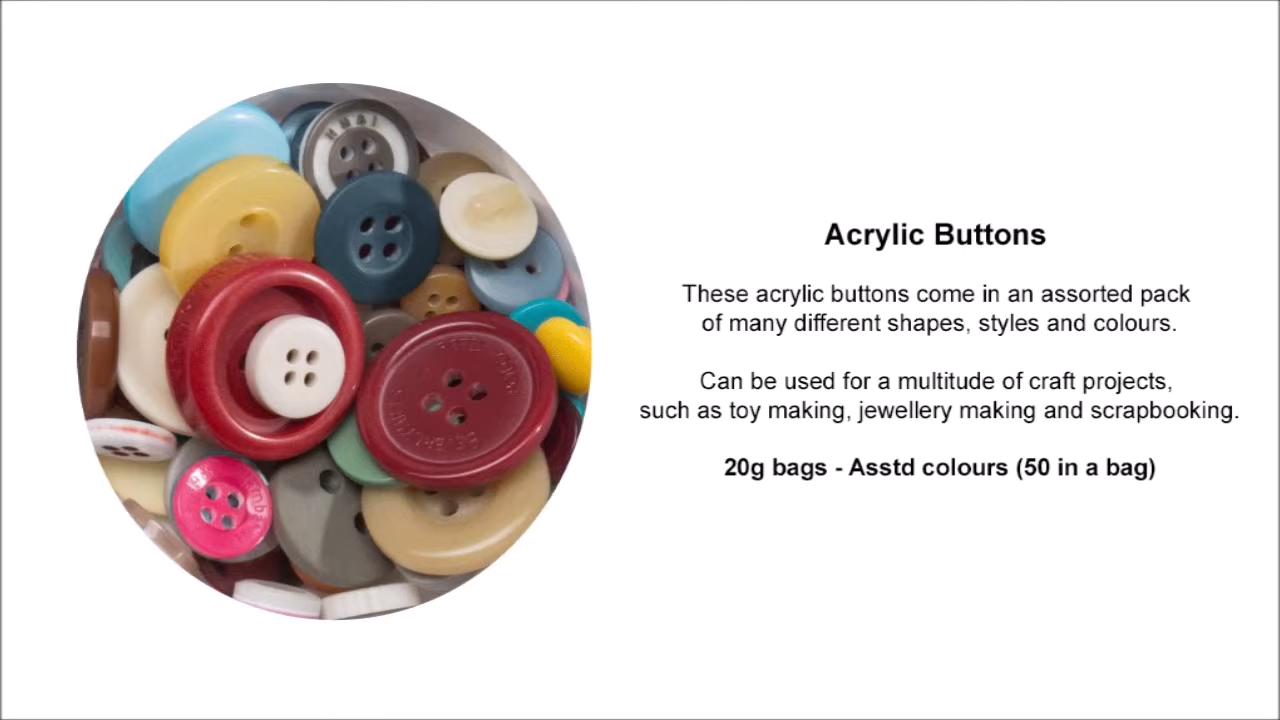 Acrylic Buttons
These acrylic buttons come in an assorted pack
of many different shapes, styles and colours.
Can be used for a multitude of craft projects,
such as toy making, jewellery making and scrapbooking.
20g bags - Asstd colours (50 in a bag)